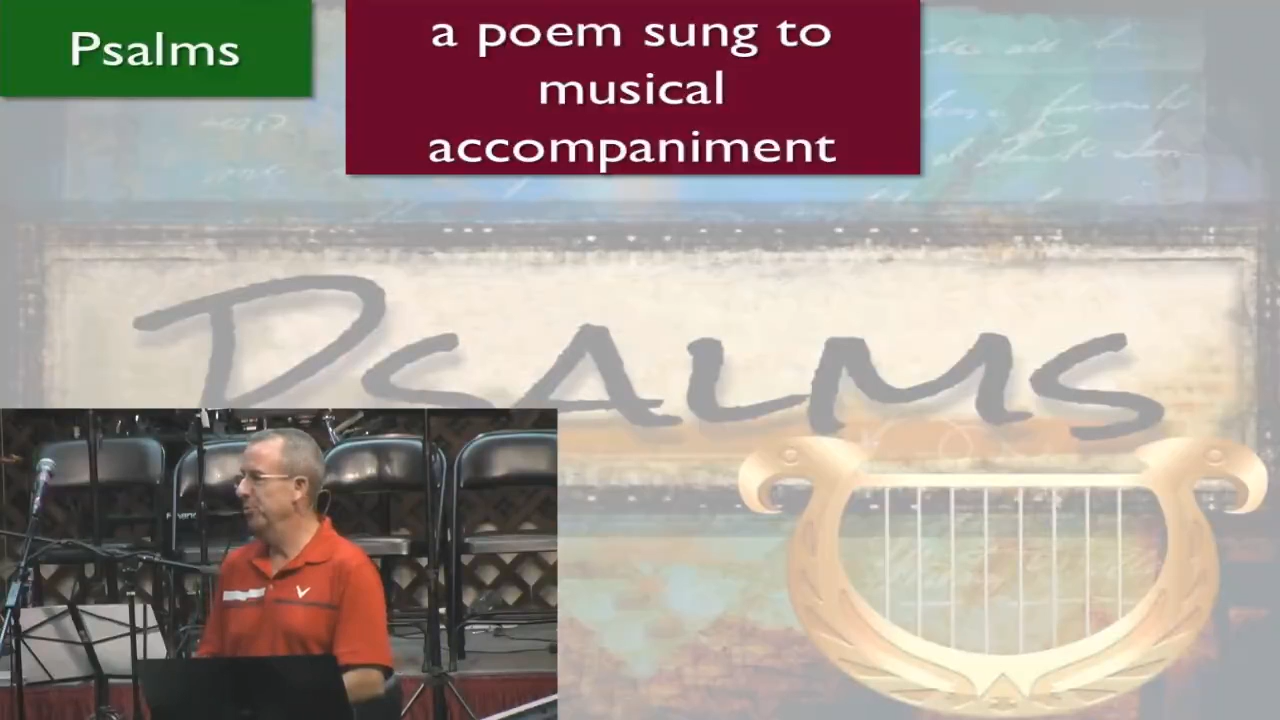 Psalms
a poem sung to
musical
accompaniment
PSALMS